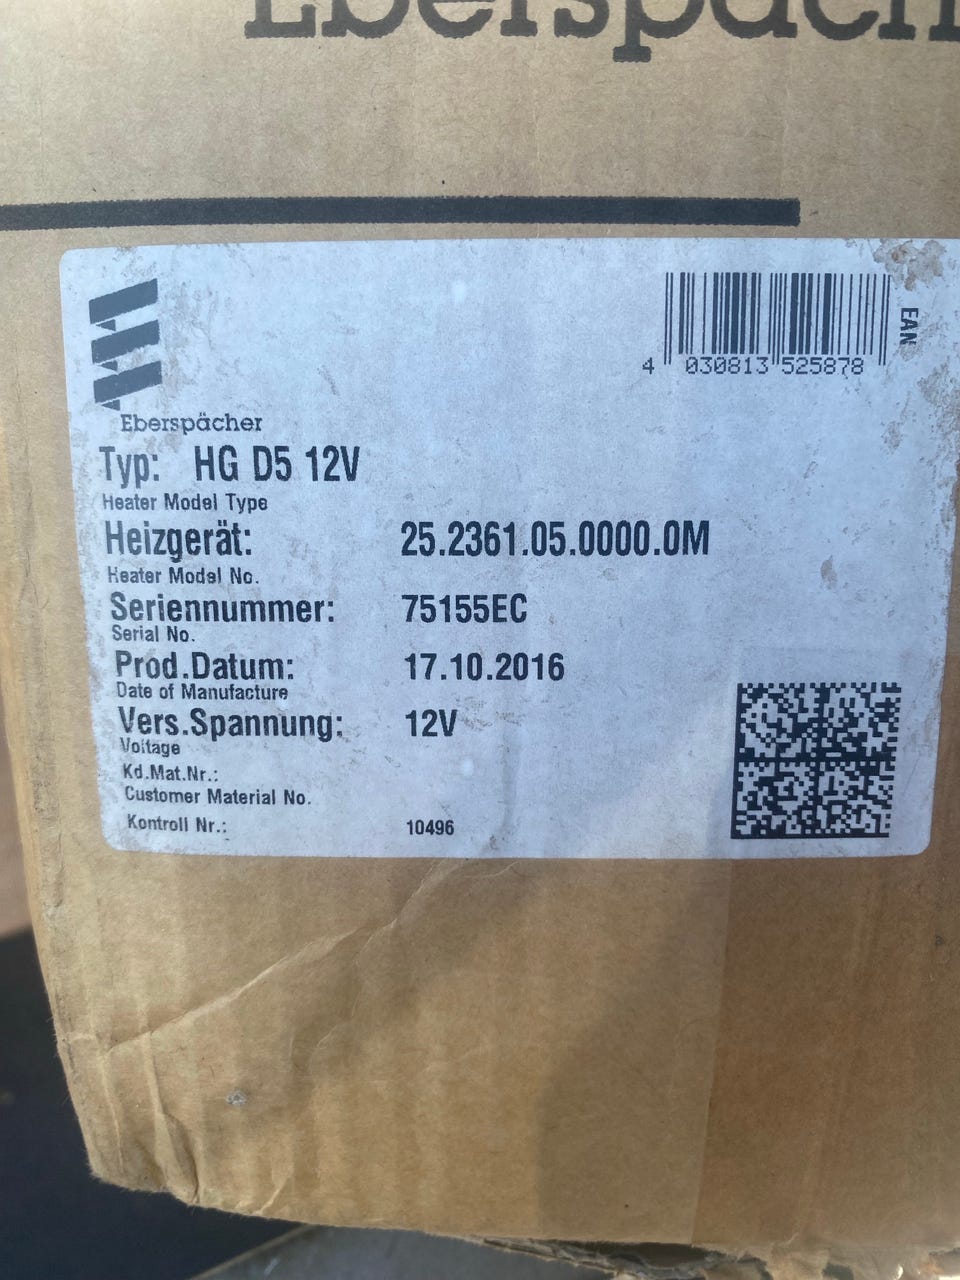 Eberspäch
EAN
4 030813 525878
Eberspächer
Typ: HG D5 12V
Heater Model Type
Heizgerät: 25.2361.05.0000.0M
Heater Model No.
Seriennummer: 75155EC
Serial No.
Prod.Datum: 17.10.2016
Date of Manufacture
Vers.Spannung: 12V
Voltage
Kd.Mat.Nr.:
Customer Material No.
Kontroll Nr.: 10496